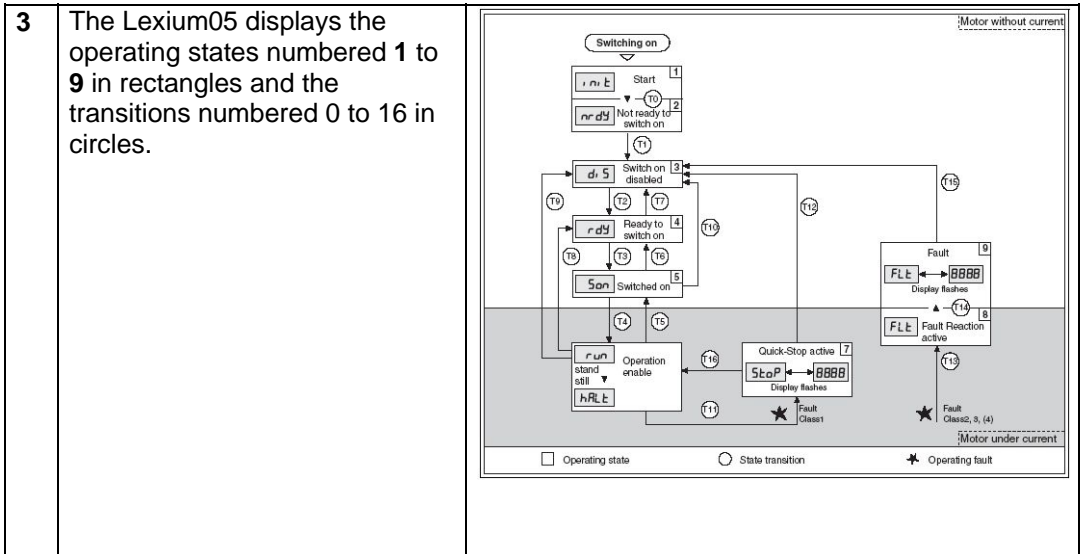 3
The Lexium05 displays the
operating states numbered 1 to
9 in rectangles and the
transitions numbered 0 to 16 in
circles.
Motor without current
Switching on
1
init
Start
T0
2
nrdY
Not ready to
switch on
T1
diS
Switch on
disabled
3
T15
T9
T2
T7
T12
rdY
Ready to
switch on
4
T10
T8
T3
T6
9
Fault
FLt
8888
Display flashes
5
Son
Switched on
T14
8
FLt
Fault Reaction
active
T4
T5
run
Operation
enable
stand
still
hALt
T16
Quick-Stop active
7
StoP
8888
Display flashes
T13
T11
Fault
Class1
Fault
Class2, 3, (4)
Motor under current
Operating state
State transition
Operating fault